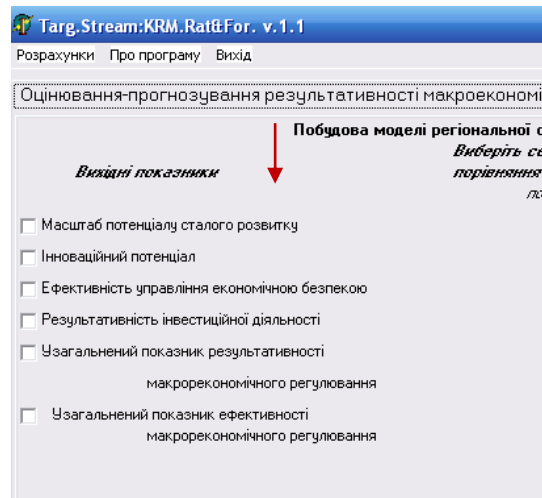 Targ.Stream:KRM.Rat&For. v.1.1
Розрахунки Про програму Вихід
Оцінювання-прогнозування результативності макроекономі
Побудова моделі регіональної
Виберіть
Вихідні показники порівняння
Масштаб потенціалу сталого розвитку
Інноваційний потенціал
Ефективність управління економічною безпекою
Результативність інвестиційної діяльності
Узагальнений показник результативності
макрорекономічного регулювання
Узагальнений показник ефективності
макрорекономічного регулювання